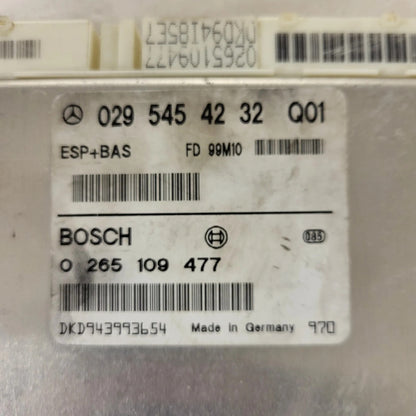 0265109477
DKD94185E7
029 545 42 32 Q01
ESP+BAS FD 99M10
BOSCH
0 265 109 477
DKD943993654 Made in Germany 970